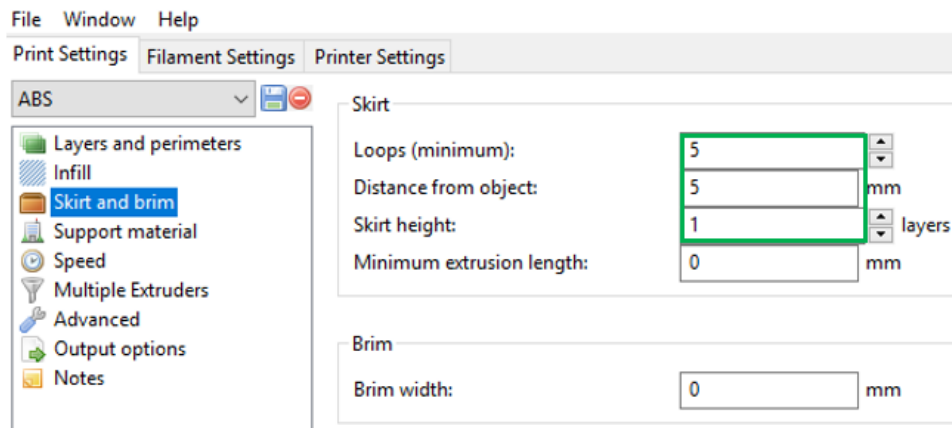 File Window Help
Print Settings Filament Settings Printer Settings
ABS
Layers and perimeters
Infill
Skirt and brim
Support material
Speed
Multiple Extruders
Advanced
Output options
Notes
Skirt
Loops (minimum): 5
Distance from object: 5 mm
Skirt height: 1 layers
Minimum extrusion length: 0 mm
Brim
Brim width: 0 mm